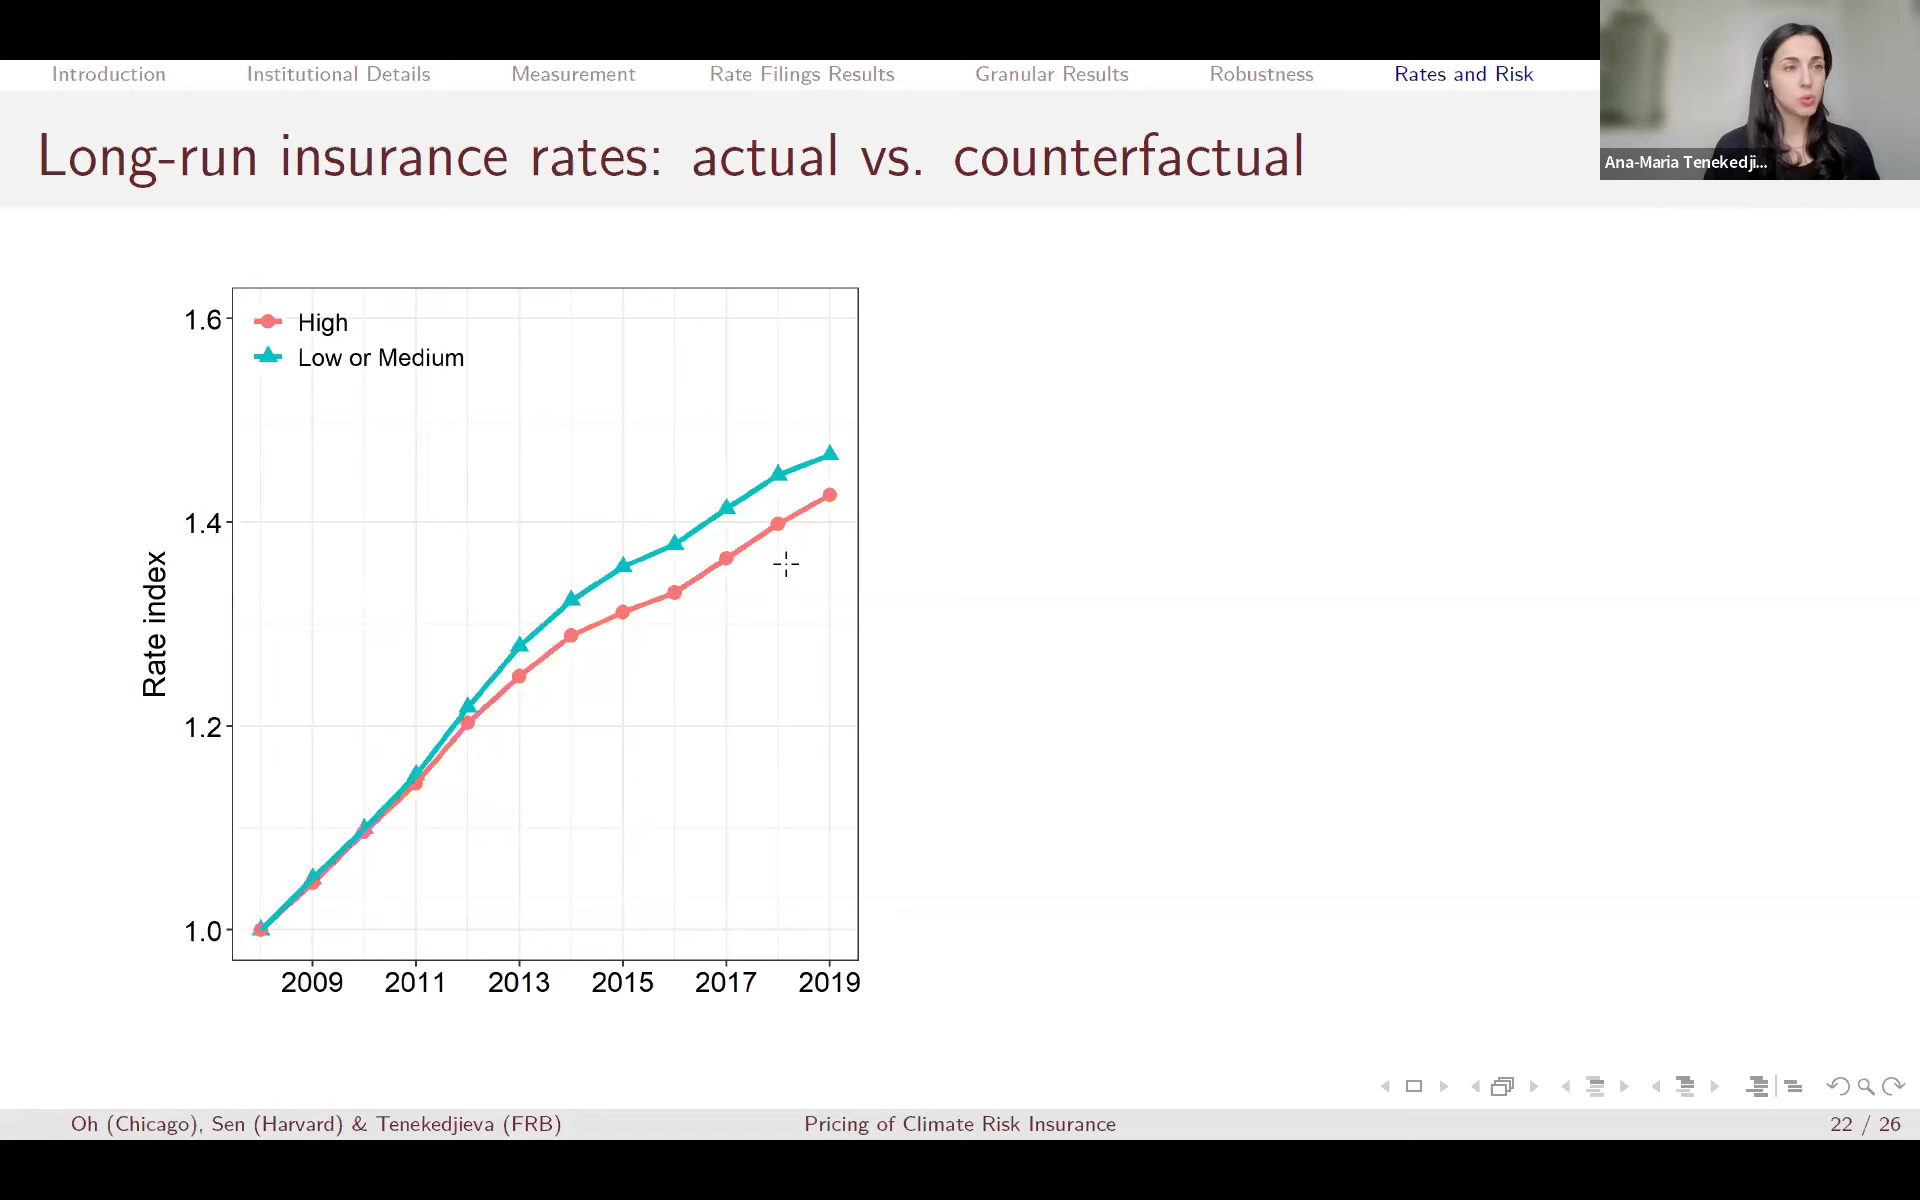 Introduction Institutional Details Measurement Rate Filings Results Granular Results Robustness Rates and Risk
Long-run insurance rates: actual vs. counterfactual
Ana-Maria Tenekedji...
High
Low or Medium
1.6
1.4
1.2
1.0
Rate index
2009 2011 2013 2015 2017 2019
Oh (Chicago), Sen (Harvard) & Tenekedjieva (FRB) Pricing of Climate Risk Insurance 22 / 26